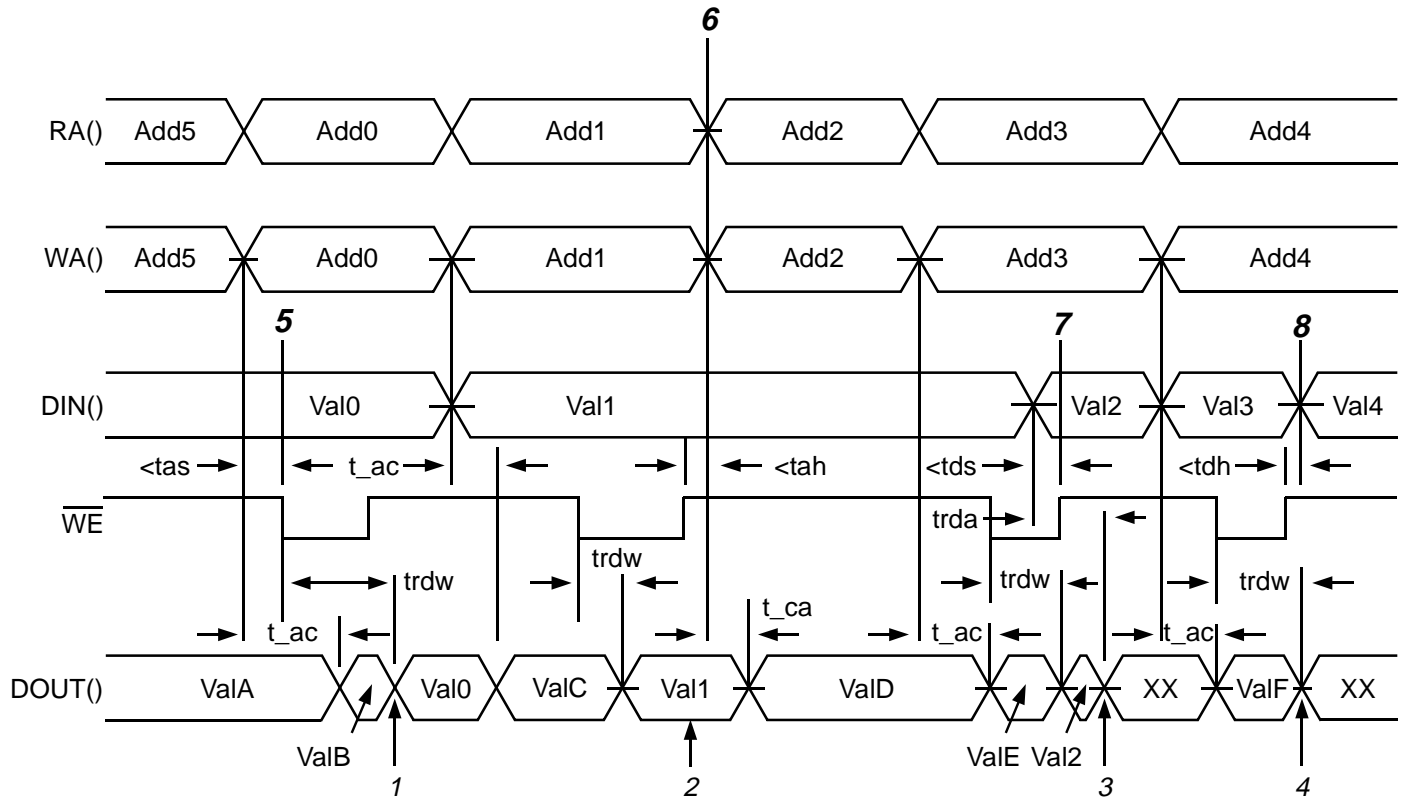 6
RA() Add5 Add0 Add1 Add2 Add3 Add4
WA() Add5 Add0 Add1 Add2 Add3 Add4
5 7 8
DIN() Val0 Val1 Val2 Val3 Val4
<tas t_ac <tah <tds <tdh
WE trda
trdw trdw trdw trdw
t_ac t_ca t_ac t_ac
DOUT() ValA Val0 ValC Val1 ValD XX ValF XX
ValB ValE Val2
1 2 3 4